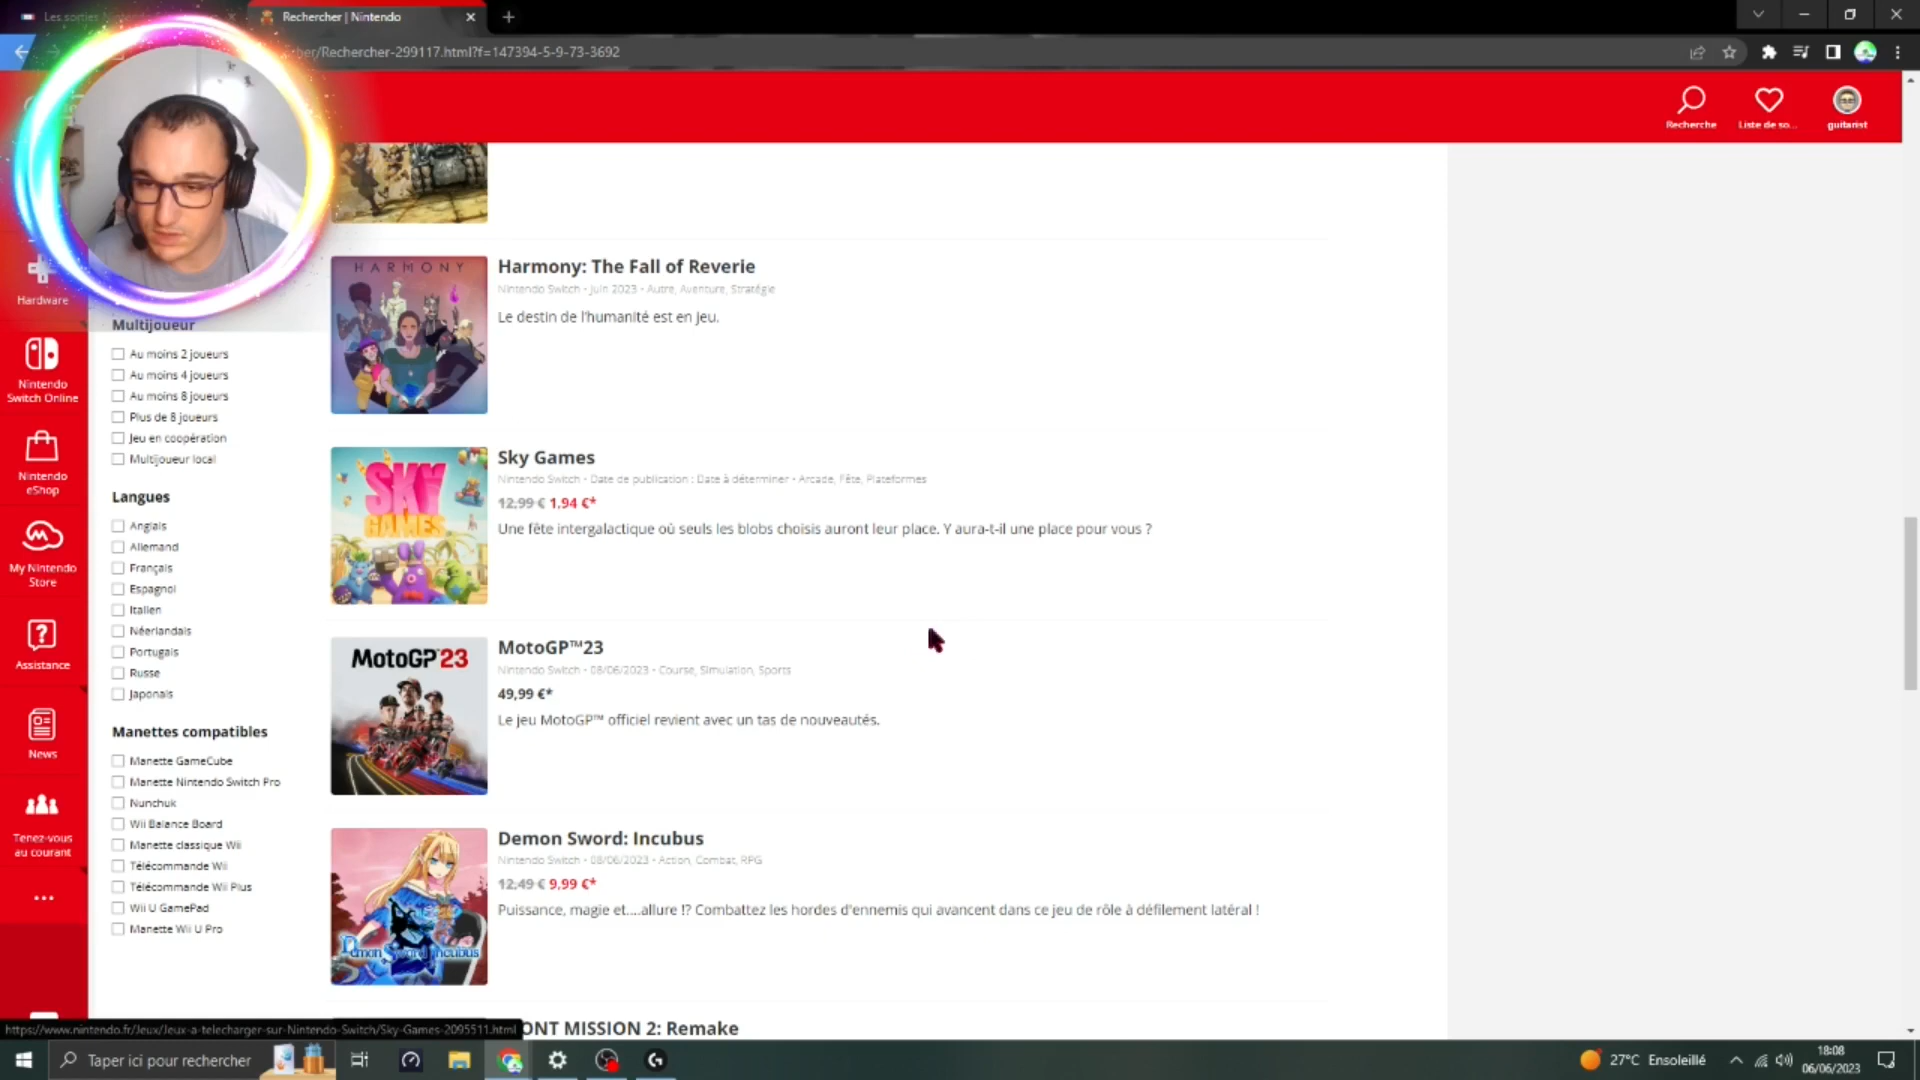 Les sorties
Rechercher | Nintendo
/Rechercher-299117.html?f=147394-5-9-73-3692
Recherche
Liste de so...
guitarist
Hardware
Nintendo
Switch Online
Nintendo
eShop
My Nintendo
Store
Assistance
News
Tenez-vous
au courant
...
Multijoueur
Au moins 2 joueurs
Au moins 4 joueurs
Au moins 8 joueurs
Plus de 8 joueurs
Jeu en coopération
Multijoueur local
Langues
Anglais
Allemand
Français
Espagnol
Italien
Néerlandais
Portugais
Russe
Japonais
Manettes compatibles
Manette GameCube
Manette Nintendo Switch Pro
Nunchuk
Wii Balance Board
Manette classique Wii
Télécommande Wii
Télécommande Wii Plus
Wii U GamePad
Manette Wii U Pro
HARMONY
Harmony: The Fall of Reverie
Nintendo Switch • Juin 2023 • Autre, Aventure, Stratégie
Le destin de l'humanité est en jeu.
SKY
GAMES
Sky Games
Nintendo Switch • Date de publication : Date à déterminer • Arcade, Fête, Plateformes
12,99 € 1,94 €*
Une fête intergalactique où seuls les blobs choisis auront leur place. Y aura-t-il une place pour vous ?
MotoGP™23
MotoGP™23
Nintendo Switch • 08/06/2023 • Course, Simulation, Sports
49,99 €*
Le jeu MotoGP™ officiel revient avec un tas de nouveautés.
Demon Sword: Incubus
Demon Sword: Incubus
Nintendo Switch • 08/06/2023 • Action, Combat, RPG
12,49 € 9,99 €*
Puissance, magie et....allure !? Combattez les hordes d'ennemis qui avancent dans ce jeu de rôle à défilement latéral !
ONT MISSION 2: Remake
https://www.nintendo.fr/Jeux/Jeux-a-telecharger-sur-Nintendo-Switch/Sky-Games-2095511.html
Taper ici pour rechercher
27°C Ensoleillé
18:08
06/06/2023